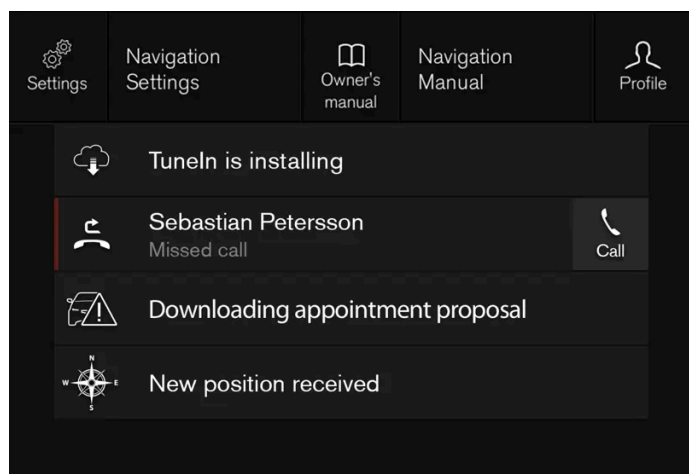 Settings
Navigation
Settings
Owner's
manual
Navigation
Manual
Profile
TuneIn is installing
Sebastian Petersson
Missed call
Call
Downloading appointment proposal
N
W E
S
New position received